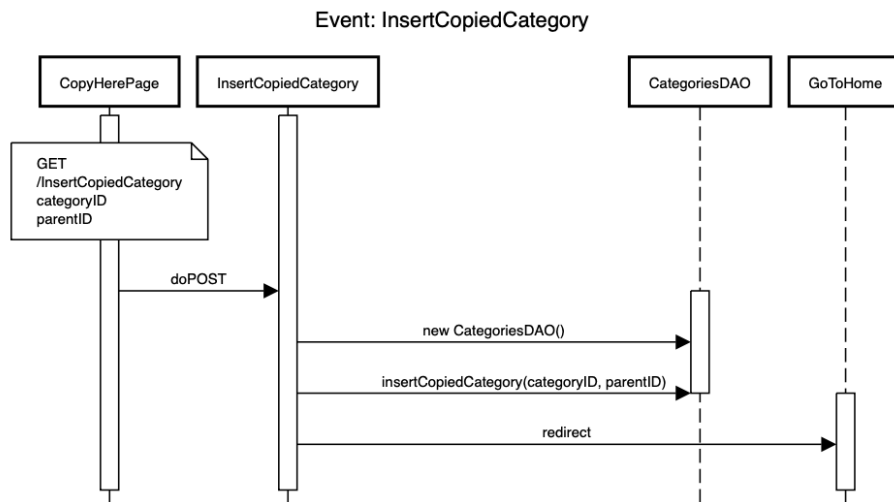 Event: InsertCopiedCategory
CopyHerePage
InsertCopiedCategory
CategoriesDAO
GoToHome
GET
/InsertCopiedCategory
categoryID
parentID
doPOST
new CategoriesDAO()
insertCopiedCategory(categoryID, parentID)
redirect